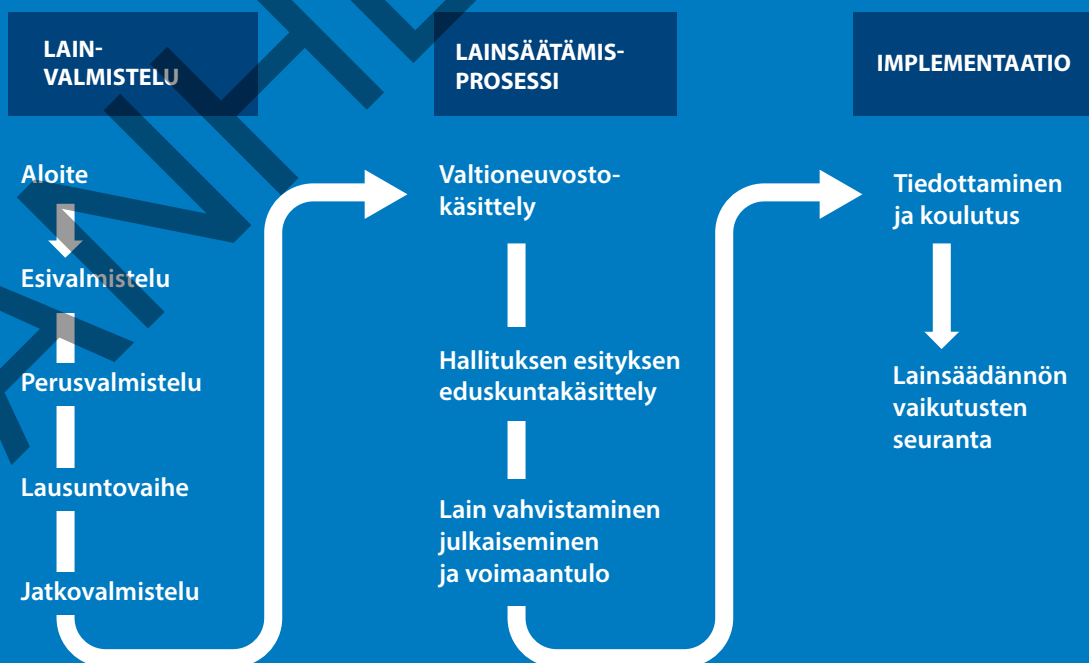 LAIN-
VALMISTELU
Aloite
Esivalmistelu
Perusvalmistelu
Lausuntovaihe
Jatkovalmistelu
LAINSÄÄTÄMIS-
PROSESSI
Valtioneuvosto-
käsittely
Hallituksen esityksen
eduskuntakäsittely
Lain vahvistaminen
julkaiseminen
ja voimaantulo
IMPLEMENTAATIO
Tiedottaminen
ja koulutus
Lainsäädännön
vaikutusten
seuranta